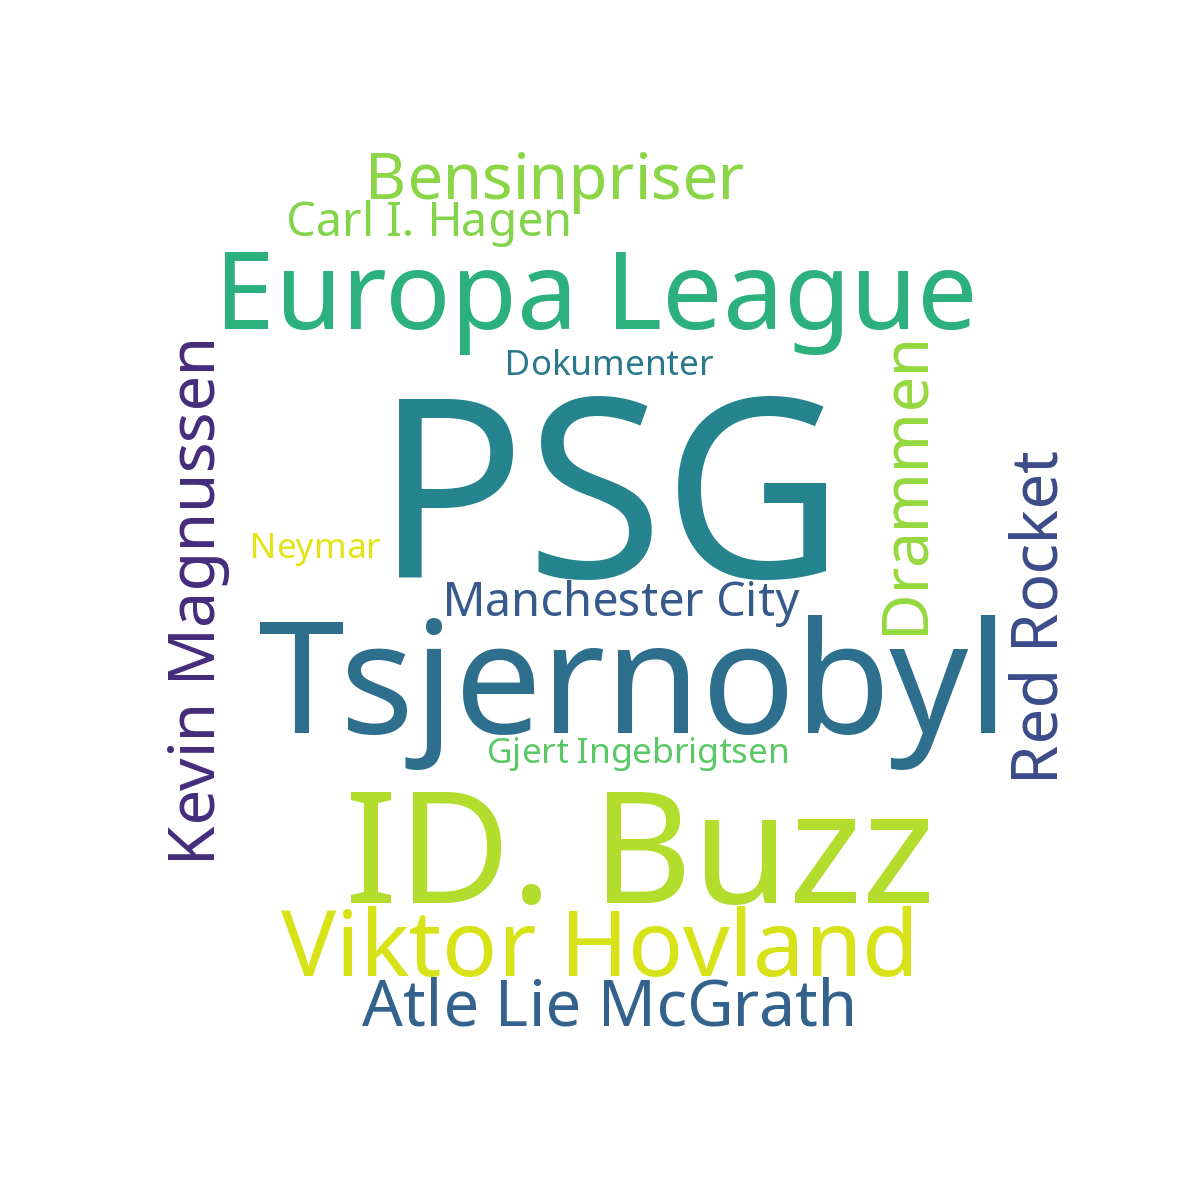 Bensinpriser
Carl I. Hagen
Europa League
Dokumenter
Kevin Magnussen
PSG
Drammen
Red Rocket
Neymar
Manchester City
Tsjernobyl
Gjert Ingebrigtsen
ID. Buzz
Viktor Hovland
Atle Lie McGrath